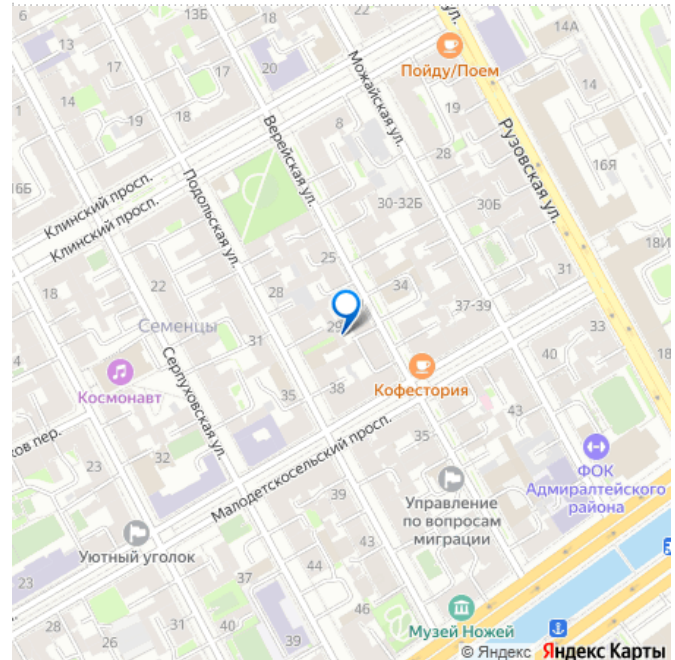 6
13
13Б
18
22
ул.
14А
Пойду/Поем
17
20
Можайская ул.
14
19
14
17
18
Верейская ул.
8
19
28
Рузовская ул.
16Я
16Б
Клинский просп.
Клинский просп.
Подольская ул.
30-32Б
30Б
18И
25
31
18
22
28
34
37-39
Семенцы
31
29
33
40
Космонавт
Серпуховская ул.
35
38
Кофестория
43
ков пер.
32
23
35
ФОК
Адмиралтейского
района
Малодетскосельский просп.
39
Управление
по вопросам
миграции
Уютный уголок
43
44
23
46
Музей Ножей
28
26
31
39
© Яндекс Яндекс Карты